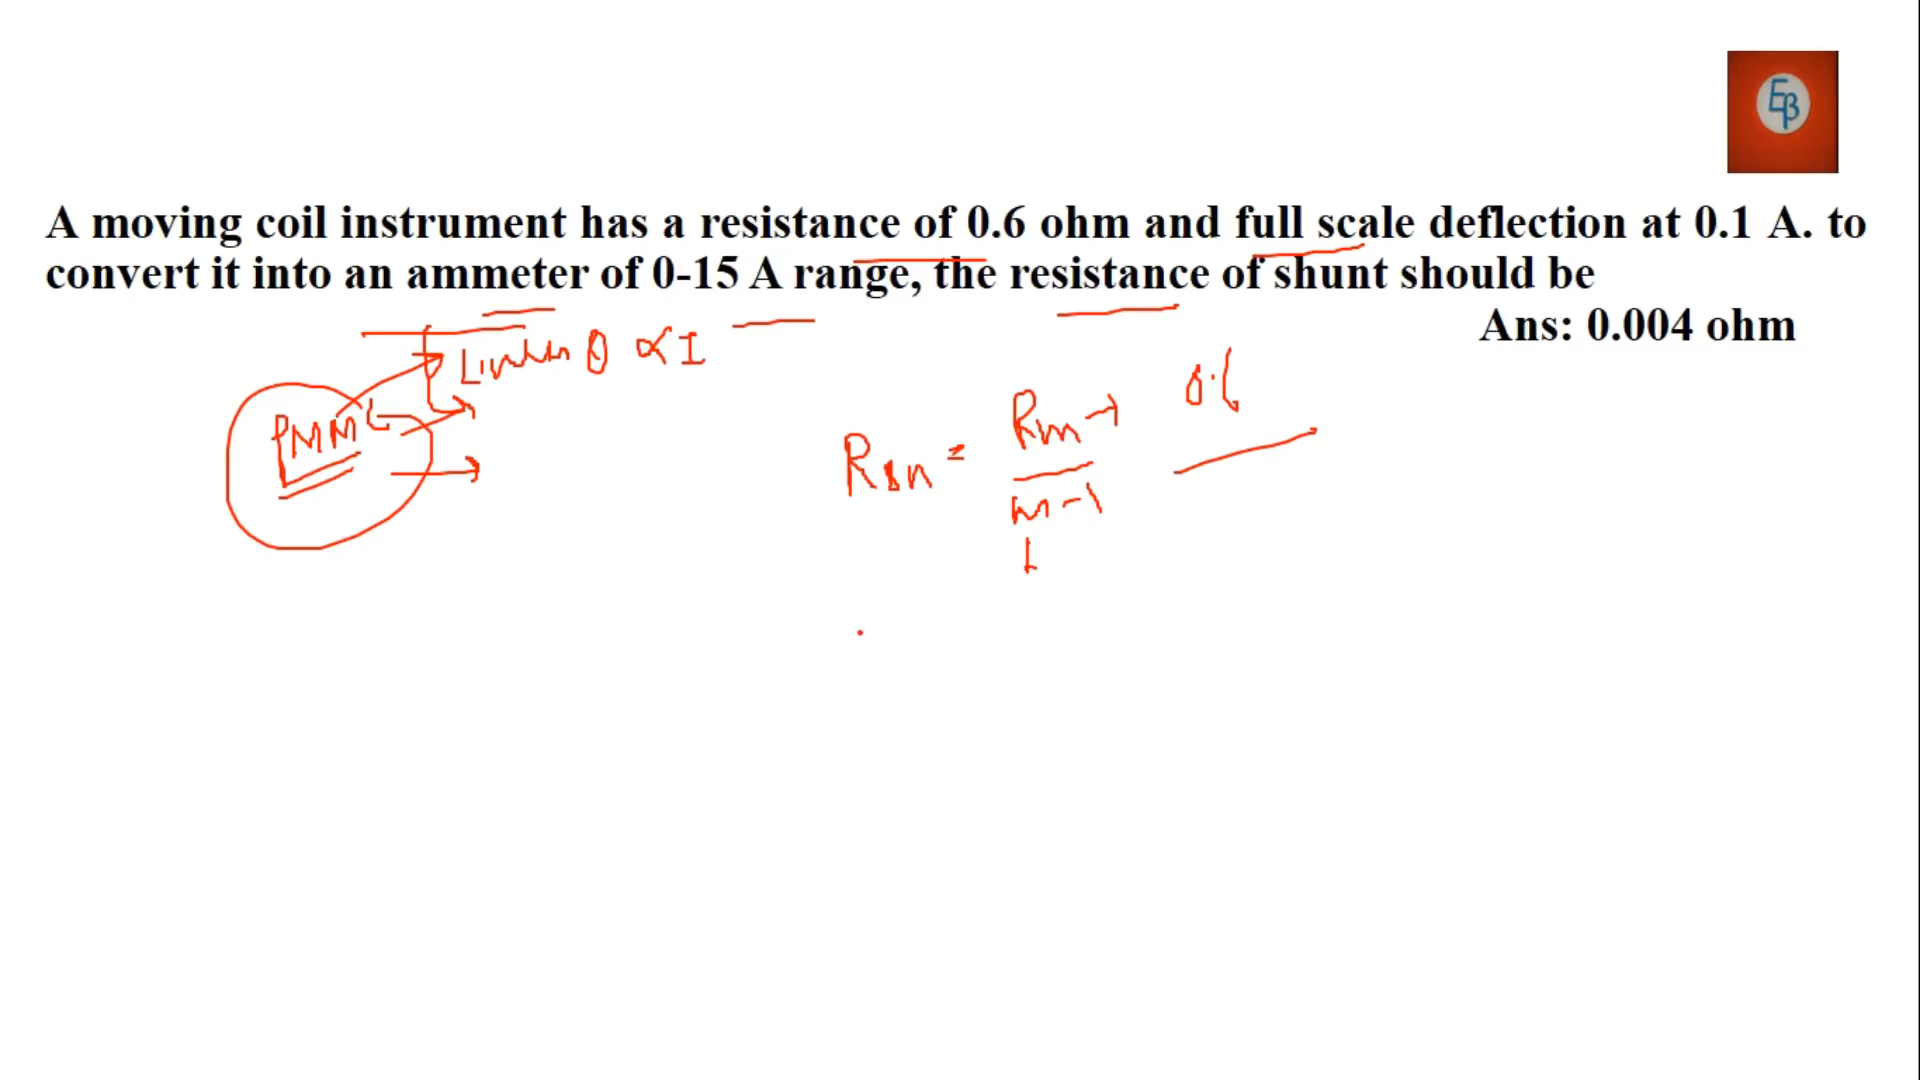 Eβ
A moving coil instrument has a resistance of 0.6 ohm and full scale deflection at 0.1 A. to
convert it into an ammeter of 0-15 A range, the resistance of shunt should be
Ans: 0.004 ohm
θ ∝ I
PMMC
Rsh = Rm → 0.6
m-1